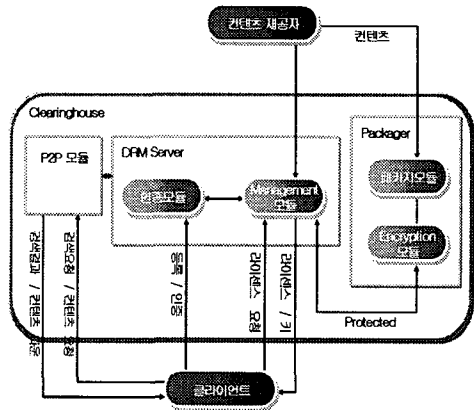 컨텐츠 제공자
컨텐츠
Clearinghouse
Packager
P2P 모듈
DRM Server
패키지모듈
인증모듈
Management
모듈
Encryption
모듈
검색결과 / 컨텐츠
검색요청 / 컨텐츠 요청
등록 / 인증
라이센스 요청
라이센스 / 키
Protected
클라이언트